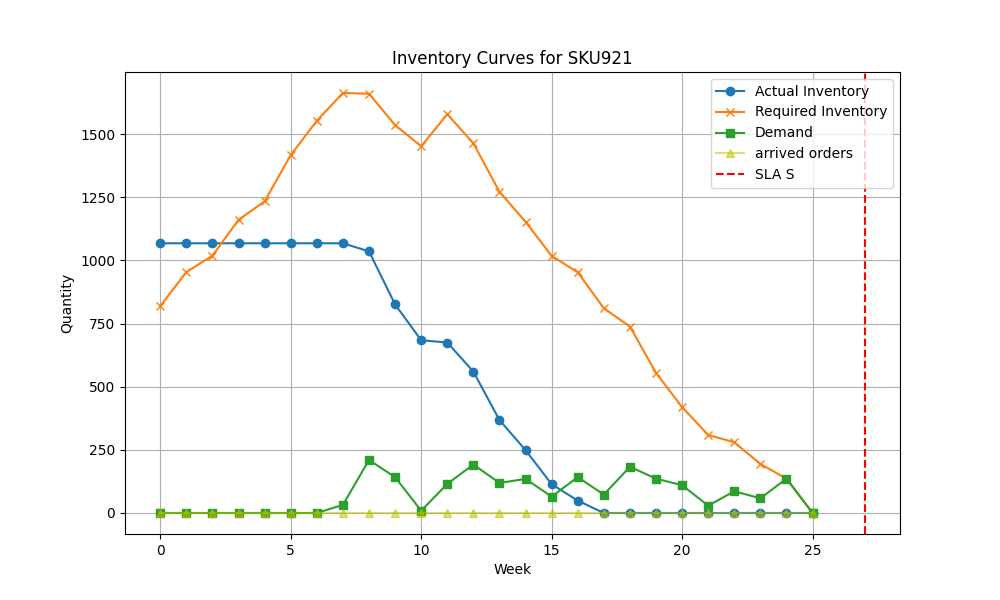 Inventory Curves for SKU921
Actual Inventory
Required Inventory
Demand
arrived orders
SLA S
Quantity
1500
1250
1000
750
500
250
0
0 5 10 15 20 25
Week